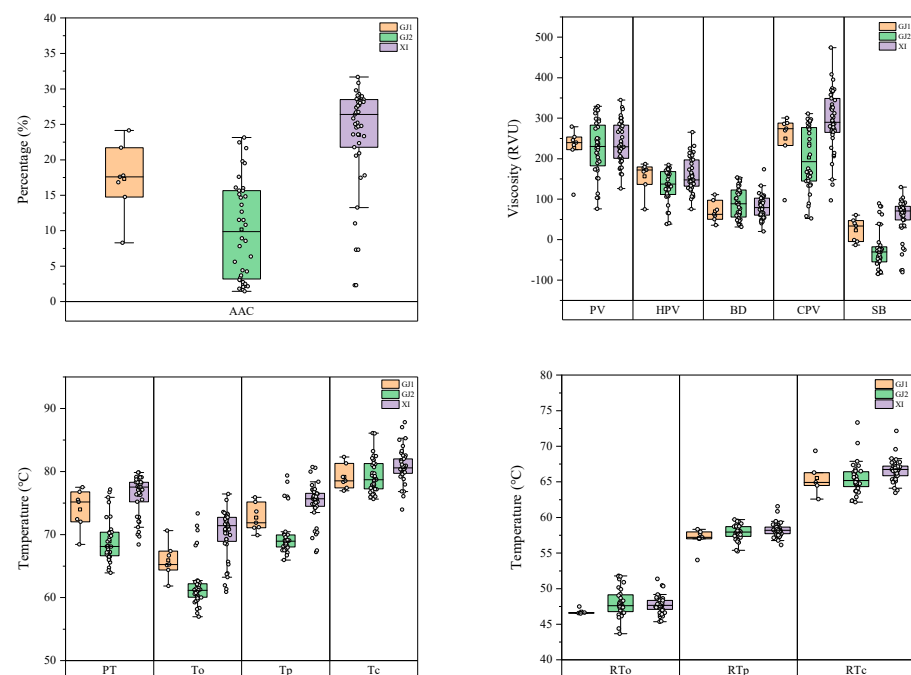 GJ1
GJ2
XI
Percentage (%)
40
35
30
25
20
15
10
5
0
AAC
GJ1
GJ2
XI
Viscosity (RVU)
500
400
300
200
100
0
-100
PV HPV BD CPV SB
GJ1
GJ2
XI
Temperature (°C)
90
80
70
60
50
PT To Tp Tc
GJ1
GJ2
XI
Temperature (°C)
80
75
70
65
60
55
50
45
40
RTo RTp RTc